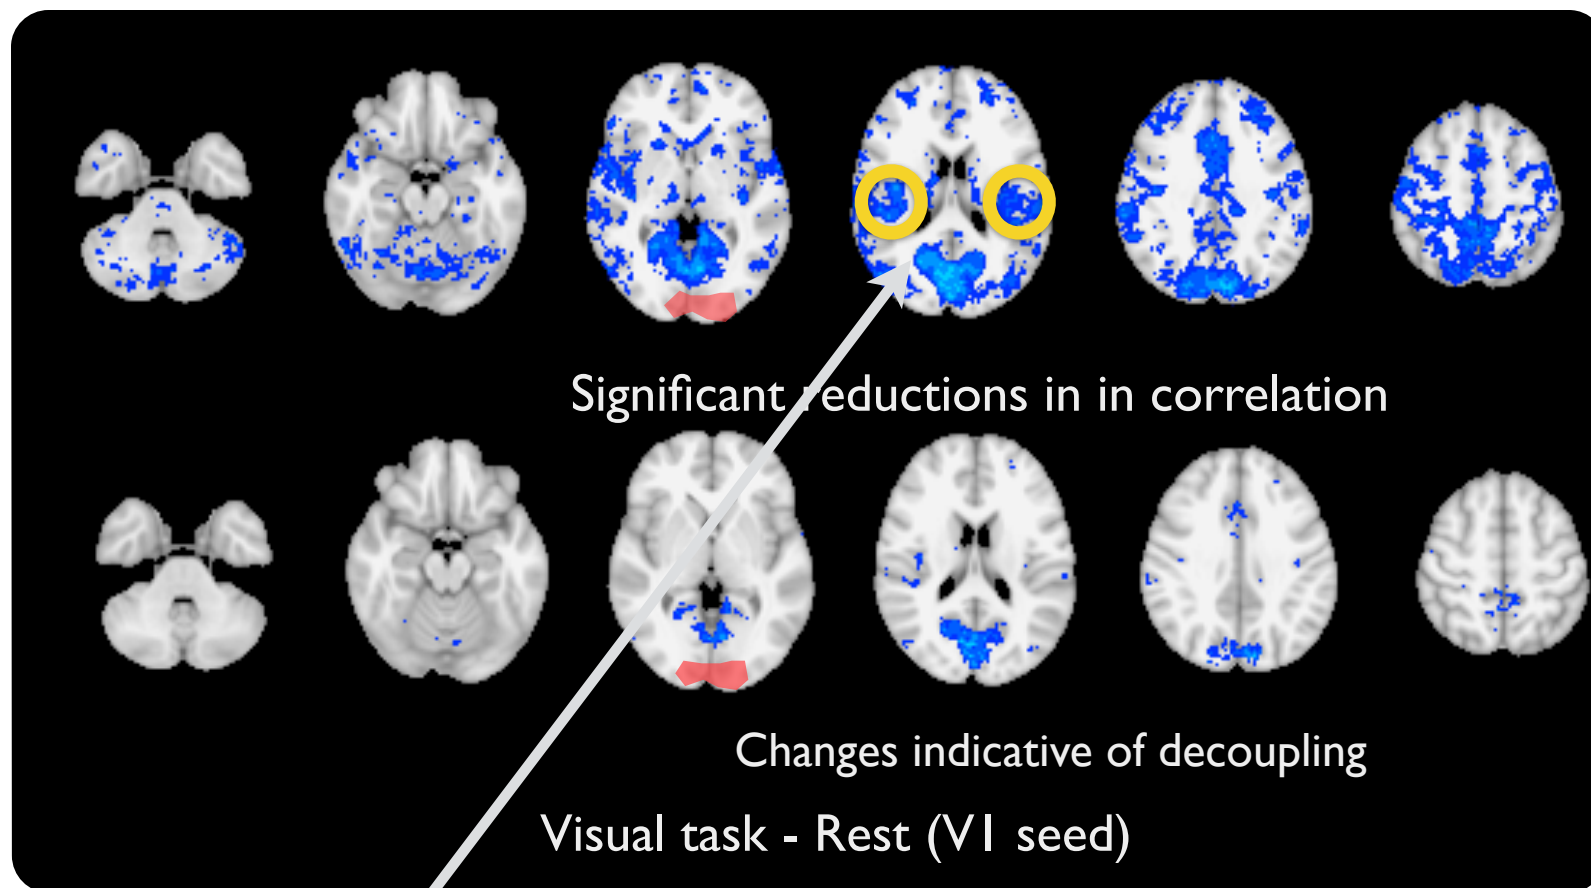 Significant reductions in in correlation
Changes indicative of decoupling
Visual task - Rest (V1 seed)